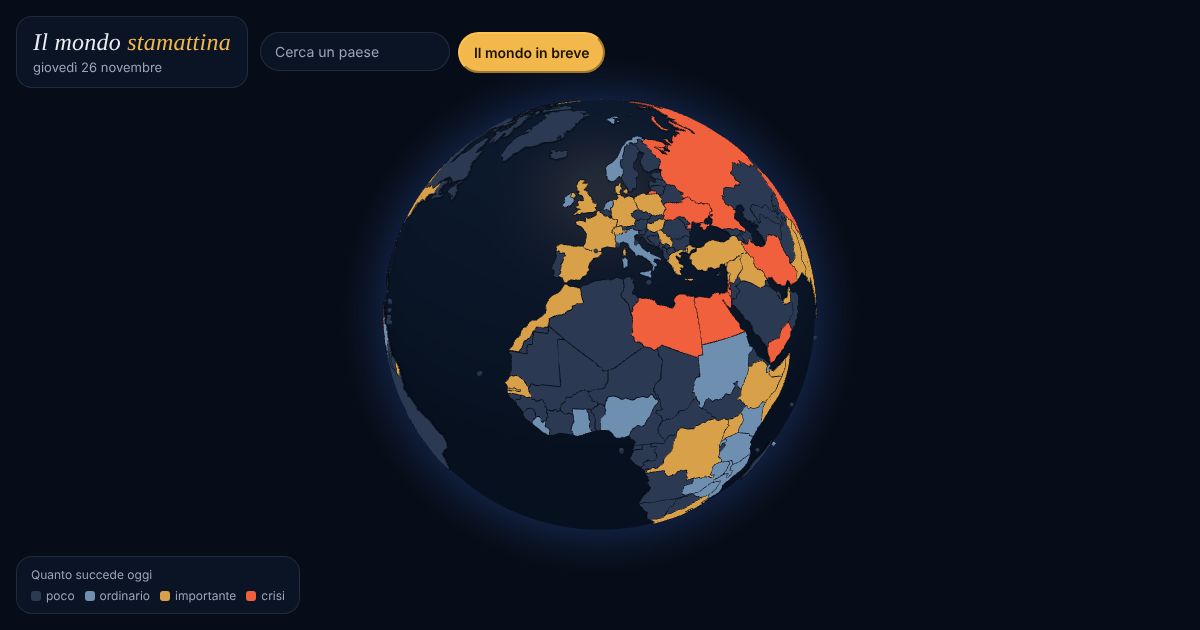 Il mondo stamattina
giovedì 26 novembre
Cerca un paese
Il mondo in breve
Quanto succede oggi
poco
ordinario
importante
crisi